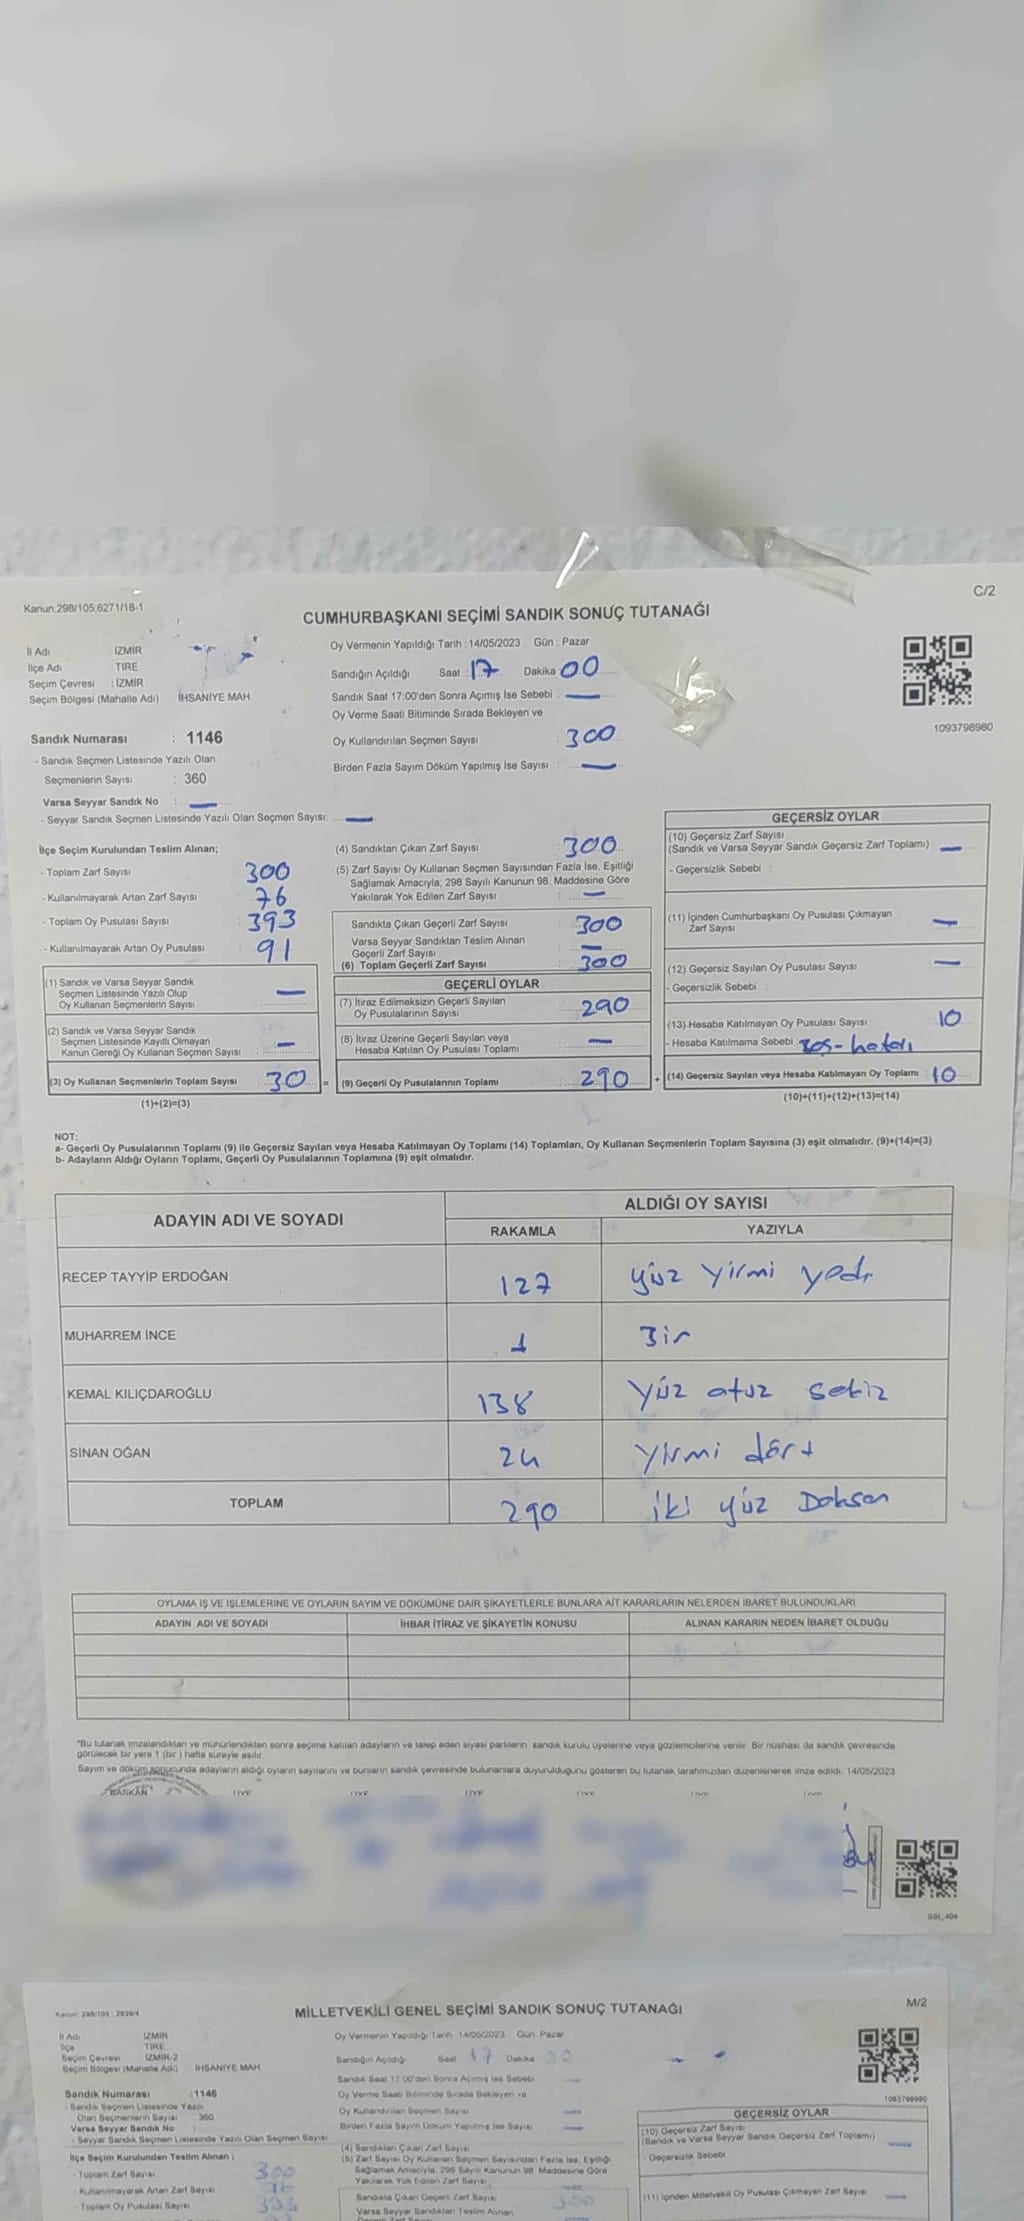 Kanun;298/105;6271/18-1
C/2
CUMHURBAŞKANI SEÇİMİ SANDIK SONUÇ TUTANAĞI
İl Adı : İZMİR
İlçe Adı : TİRE
Seçim Çevresi : İZMİR
Seçim Bölgesi (Mahalle Adı) İHSANİYE MAH.
Sandık Numarası : 1146
- Sandık Seçmen Listesinde Yazılı Olan
Seçmenlerin Sayısı : 360
Varsa Seyyar Sandık No : —
- Seyyar Sandık Seçmen Listesinde Yazılı Olan Seçmen Sayısı: —
Oy Vermenin Yapıldığı Tarih : 14/05/2023 Gün : Pazar
Sandığın Açıldığı Saat : 17 Dakika : 00
Sandık Saat 17:00'den Sonra Açımış İse Sebebi : —
Oy Verme Saati Bitiminde Sırada Bekleyen ve
Oy Kullandırılan Seçmen Sayısı : 300
Birden Fazla Sayım Döküm Yapılmış İse Sayısı : —
1093798980
İlçe Seçim Kurulundan Teslim Alınan;
- Toplam Zarf Sayısı : 300
- Kullanılmayarak Artan Zarf Sayısı : 76
- Toplam Oy Pusulası Sayısı : 393
- Kullanılmayarak Artan Oy Pusulası : 91
(1) Sandık ve Varsa Seyyar Sandık
Seçmen Listesinde Yazılı Olup
Oy Kullanan Seçmenlerin Sayısı : —
(2) Sandık ve Varsa Seyyar Sandık
Seçmen Listesinde Kayıtlı Olmayan
Kanun Gereği Oy Kullanan Seçmen Sayısı : —
(3) Oy Kullanan Seçmenlerin Toplam Sayısı : 30 =
(1)+(2)=(3)
(4) Sandıktan Çıkan Zarf Sayısı : 300
(5) Zarf Sayısı Oy Kullanan Seçmen Sayısından Fazla İse, Eşitliği
Sağlamak Amacıyla; 298 Sayılı Kanunun 98. Maddesine Göre
Yakılarak Yok Edilen Zarf Sayısı : —
Sandıkta Çıkan Geçerli Zarf Sayısı : 300
Varsa Seyyar Sandıktan Teslim Alınan
Geçerli Zarf Sayısı : —
(6) Toplam Geçerli Zarf Sayısı : 300
GEÇERLİ OYLAR
(7) İtiraz Edilmeksizin Geçerli Sayılan
Oy Pusulalarının Sayısı : 290
(8) İtiraz Üzerine Geçerli Sayılan veya
Hesaba Katılan Oy Pusulası Toplamı : —
(9) Geçerli Oy Pusulalarının Toplamı : 290 +
GEÇERSİZ OYLAR
(10) Geçersiz Zarf Sayısı
(Sandık ve Varsa Seyyar Sandık Geçersiz Zarf Toplamı) : —
- Geçersizlik Sebebi :
(11) İçinden Cumhurbaşkanı Oy Pusulası Çıkmayan
Zarf Sayısı : —
(12) Geçersiz Sayılan Oy Pusulası Sayısı : —
- Geçersizlik Sebebi :
(13) Hesaba Katılmayan Oy Pusulası Sayısı : 10
- Hesaba Katılmama Sebebi : Boş-hatalı
(14) Geçersiz Sayılan veya Hesaba Katılmayan Oy Toplamı : 10
(10)+(11)+(12)+(13)=(14)
NOT:
a- Geçerli Oy Pusulalarının Toplamı (9) ile Geçersiz Sayılan veya Hesaba Katılmayan Oy Toplamı (14) Toplamları, Oy Kullanan Seçmenlerin Toplam Sayısına (3) eşit olmalıdır. (9)+(14)=(3)
b- Adayların Aldığı Oyların Toplamı, Geçerli Oy Pusulalarının Toplamına (9) eşit olmalıdır.
ADAYIN ADI VE SOYADI ALDIĞI OY SAYISI
RAKAMLA YAZIYLA
RECEP TAYYİP ERDOĞAN 127 yüz yirmi yedi
MUHARREM İNCE 1 Bir
KEMAL KILIÇDAROĞLU 138 Yüz otuz sekiz
SİNAN OĞAN 24 Yirmi dört
TOPLAM 290 iki yüz Doksan
OYLAMA İŞ VE İŞLEMLERİNE VE OYLARIN SAYIM VE DÖKÜMÜNE DAİR ŞİKAYETLERLE BUNLARA AİT KARARLARIN NELERDEN İBARET BULUNDUKLARI
ADAYIN ADI VE SOYADI İHBAR İTİRAZ VE ŞİKAYETİN KONUSU ALINAN KARARIN NEDEN İBARET OLDUĞU
*Bu tutanak imzalandıktan ve mühürlendikten sonra seçime katılan adayların ve talep eden siyasi partilerin sandık kurulu üyelerine veya gözlemcilerine verilir. Bir nüshası da sandık çevresinde
görülecek bir yere 1 (bir) hafta süreyle asılır.
Sayım ve döküm sonucunda adayların aldığı oyların sayılarını ve bunların sandık çevresinde bulunanlara duyurulduğunu gösteren bu tutanak tarafımızdan düzenlenerek imza edildi. 14/05/2023
BAŞKAN ÜYE ÜYE ÜYE ÜYE ÜYE
MİLLETVEKİLİ GENEL SEÇİMİ SANDIK SONUÇ TUTANAĞI
M/2
İl Adı İZMİR
İlçe TİRE
Seçim Çevresi İZMİR-2
Seçim Bölgesi (Mahalle Adı) İHSANİYE MAH
Sandık Numarası : 1146
- Sandık Seçmen Listesinde Yazılı
Olan Seçmenlerin Sayısı 360
Varsa Seyyar Sandık No
- Seyyar Sandık Seçmen Listesinde Yazılı Olan Seçmen Sayısı
Oy Vermenin Yapıldığı Tarih 14/05/2023 Gün Pazar
Sandığın Açıldığı Saat 17 Dakika
Sandık Saat 17:00'den Sonra Açımış İse Sebebi
Oy Verme Saati Bitiminde Sırada Bekleyen ve
Oy Kullandırılan Seçmen Sayısı
Birden Fazla Sayım Döküm Yapılmış İse Sayısı
İlçe Seçim Kurulundan Teslim Alınan :
- Toplam Zarf Sayısı 300
- Kullanılmayarak Artan Zarf Sayısı 76
- Toplam Oy Pusulası Sayısı
(4) Sandıktan Çıkan Zarf Sayısı
(5) Zarf Sayısı Oy Kullanan Seçmen Sayısından Fazla İse, Eşitliği
Sağlamak Amacıyla; 298 Sayılı Kanunun 98. Maddesine Göre
Yakılarak Yok Edilen Zarf Sayısı
Sandıkta Çıkan Geçerli Zarf Sayısı 300
Varsa Seyyar Sandıktan Teslim Alınan
GEÇERSİZ OYLAR
(10) Geçersiz Zarf Sayısı
(Sandık ve Varsa Seyyar Sandık Geçersiz Zarf Toplamı)
- Geçersizlik Sebebi
(11) İçinden Milletvekili Oy Pusulası Çıkmayan Zarf Sayısı